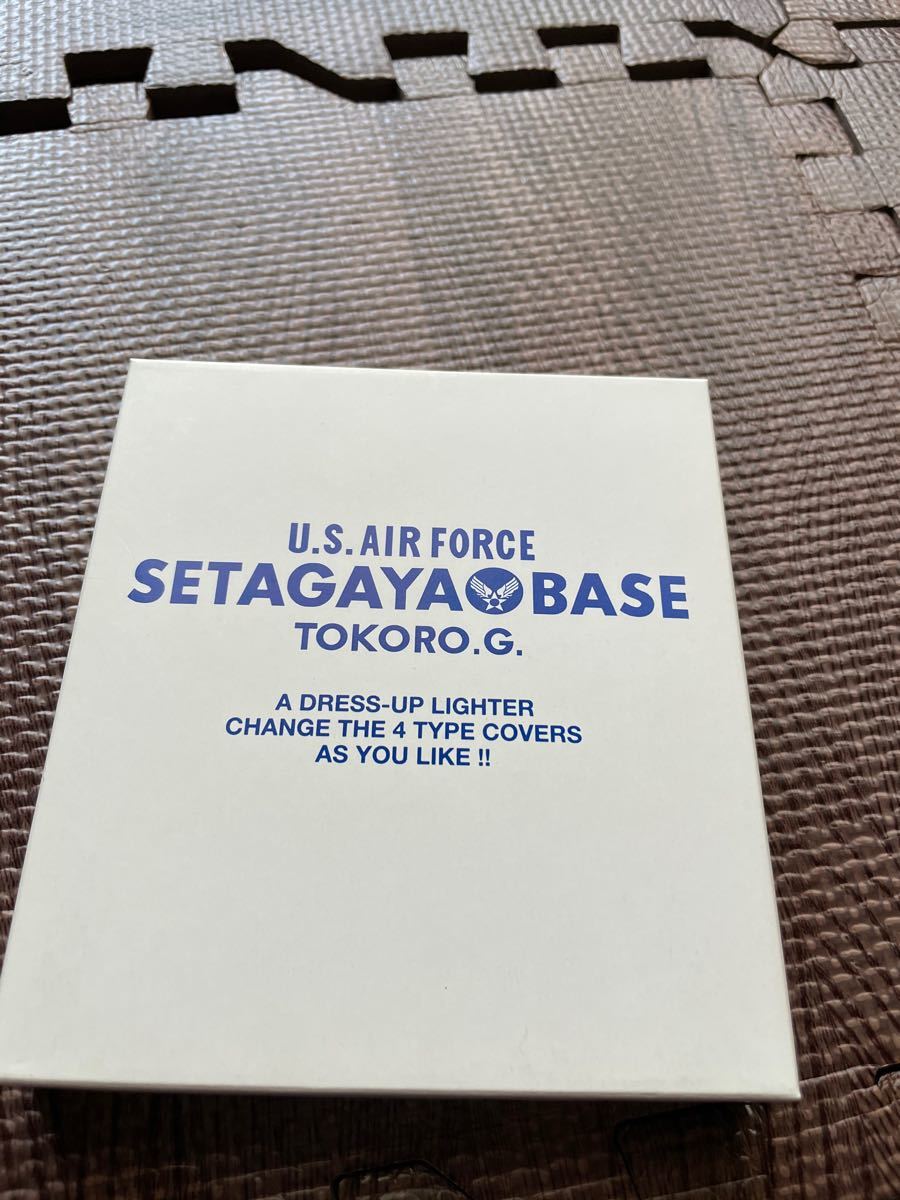 U.S. AIR FORCE
SETAGAYA BASE
TOKORO.G.
A DRESS-UP LIGHTER
CHANGE THE 4 TYPE COVERS
AS YOU LIKE !!